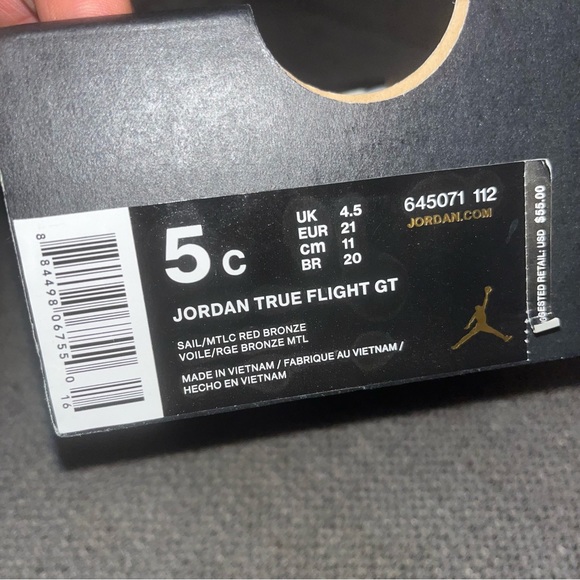 5 C
UK 4.5
EUR 21
cm 11
BR 20
645071 112
JORDAN.COM
JORDAN TRUE FLIGHT GT
SAIL/MTLC RED BRONZE
VOILE/RGE BRONZE MTL
MADE IN VIETNAM / FABRIQUE AU VIETNAM /
HECHO EN VIETNAM
RETAIL: USD $55.00
8 84498 06755 0 16